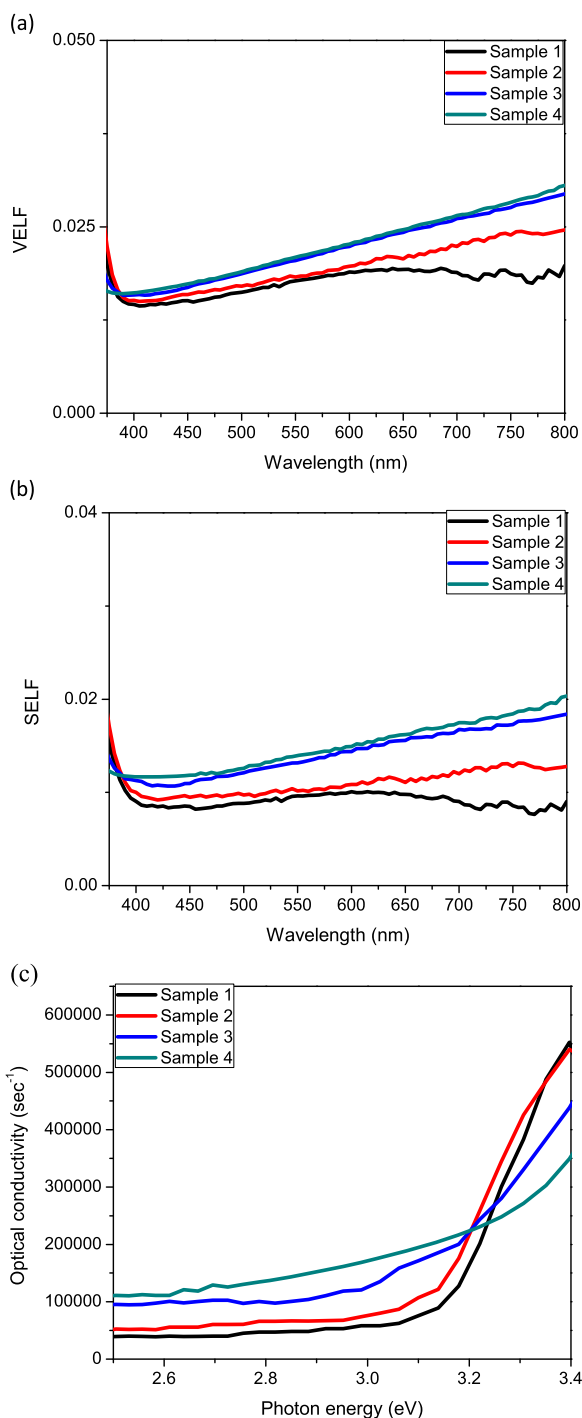 (a)
0.050
0.025
0.000
VELF
Sample 1
Sample 2
Sample 3
Sample 4
400 450 500 550 600 650 700 750 800
Wavelength (nm)
(b)
0.04
0.02
0.00
SELF
Sample 1
Sample 2
Sample 3
Sample 4
400 450 500 550 600 650 700 750 800
Wavelength (nm)
(c)
600000
500000
400000
300000
200000
100000
0
Optical conductivity (sec⁻¹)
Sample 1
Sample 2
Sample 3
Sample 4
2.6 2.8 3.0 3.2 3.4
Photon energy (eV)